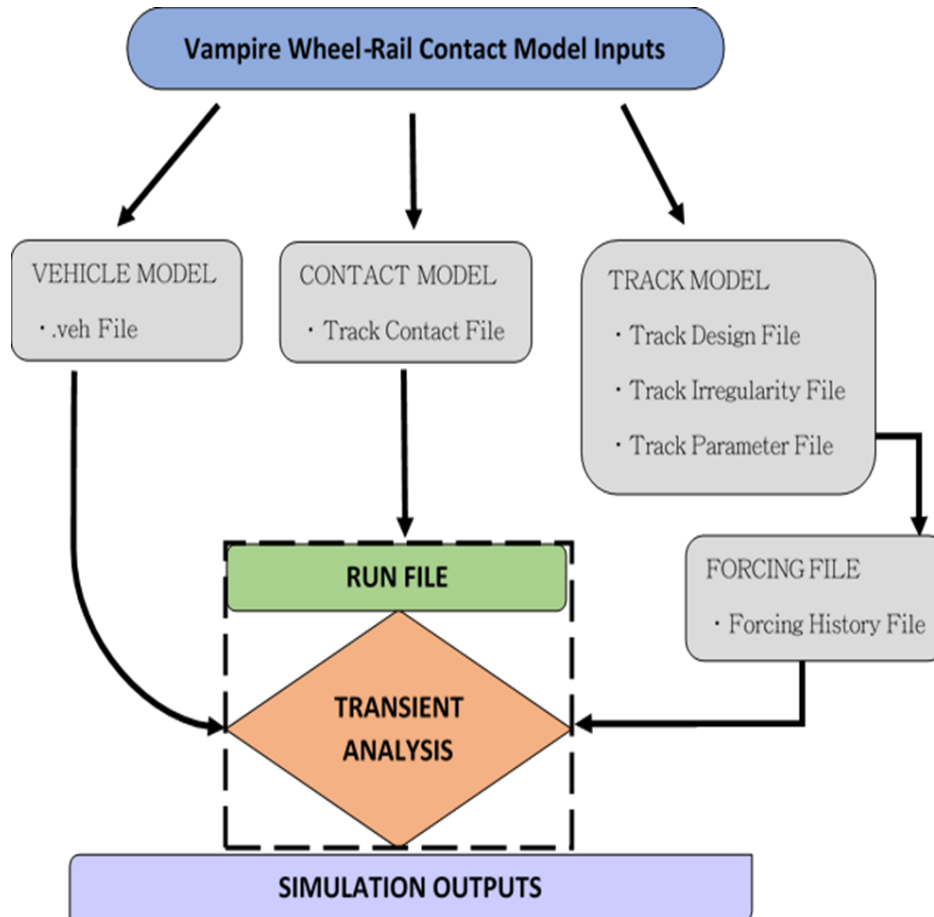 Vampire Wheel-Rail Contact Model Inputs
VEHICLE MODEL
· .veh File
CONTACT MODEL
· Track Contact File
TRACK MODEL
· Track Design File
· Track Irregularity File
· Track Parameter File
RUN FILE
FORCING FILE
· Forcing History File
TRANSIENT
ANALYSIS
SIMULATION OUTPUTS